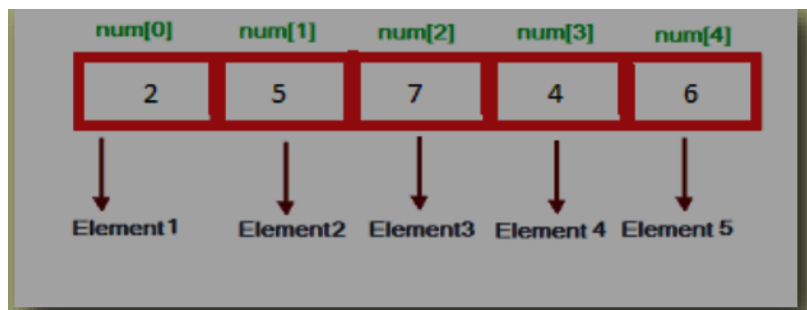 num[0] num[1] num[2] num[3] num[4]
2 5 7 4 6
Element1 Element2 Element3 Element 4 Element 5